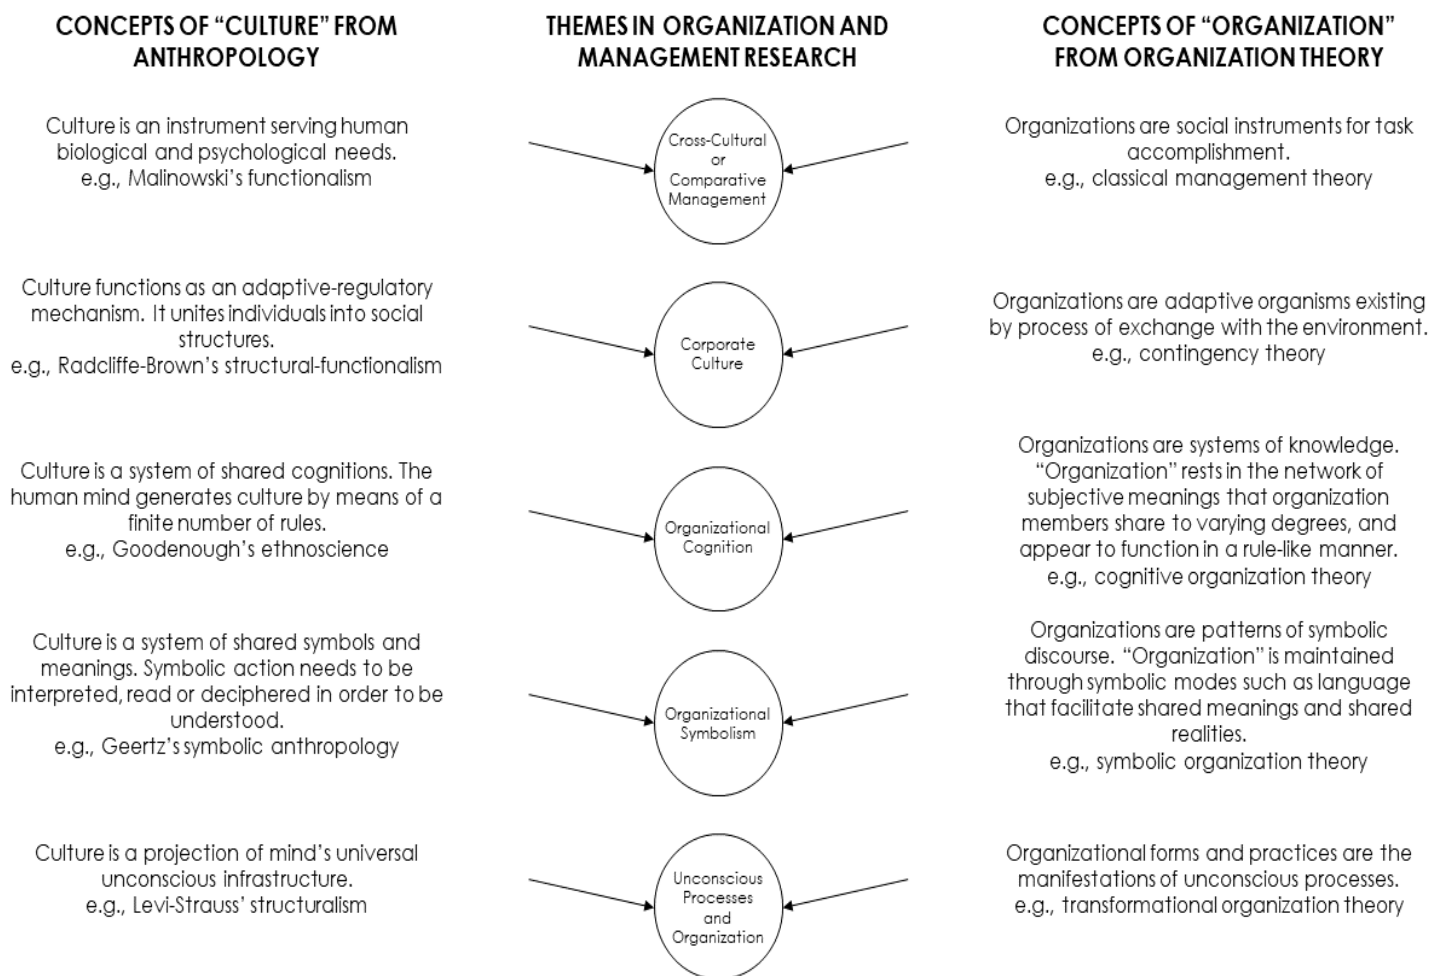 CONCEPTS OF “CULTURE” FROM
ANTHROPOLOGY
THEMES IN ORGANIZATION AND
MANAGEMENT RESEARCH
CONCEPTS OF “ORGANIZATION”
FROM ORGANIZATION THEORY
Culture is an instrument serving human
biological and psychological needs.
e.g., Malinowski’s functionalism
Cross-Cultural
or
Comparative
Management
Organizations are social instruments for task
accomplishment.
e.g., classical management theory
Culture functions as an adaptive-regulatory
mechanism. It unites individuals into social
structures.
e.g., Radcliffe-Brown’s structural-functionalism
Corporate
Culture
Organizations are adaptive organisms existing
by process of exchange with the environment.
e.g., contingency theory
Culture is a system of shared cognitions. The
human mind generates culture by means of a
finite number of rules.
e.g., Goodenough’s ethnoscience
Organizational
Cognition
Organizations are systems of knowledge.
“Organization” rests in the network of
subjective meanings that organization
members share to varying degrees, and
appear to function in a rule-like manner.
e.g., cognitive organization theory
Culture is a system of shared symbols and
meanings. Symbolic action needs to be
interpreted, read or deciphered in order to be
understood.
e.g., Geertz’s symbolic anthropology
Organizational
Symbolism
Organizations are patterns of symbolic
discourse. “Organization” is maintained
through symbolic modes such as language
that facilitate shared meanings and shared
realities.
e.g., symbolic organization theory
Culture is a projection of mind’s universal
unconscious infrastructure.
e.g., Levi-Strauss’ structuralism
Unconscious
Processes
and
Organization
Organizational forms and practices are the
manifestations of unconscious processes.
e.g., transformational organization theory